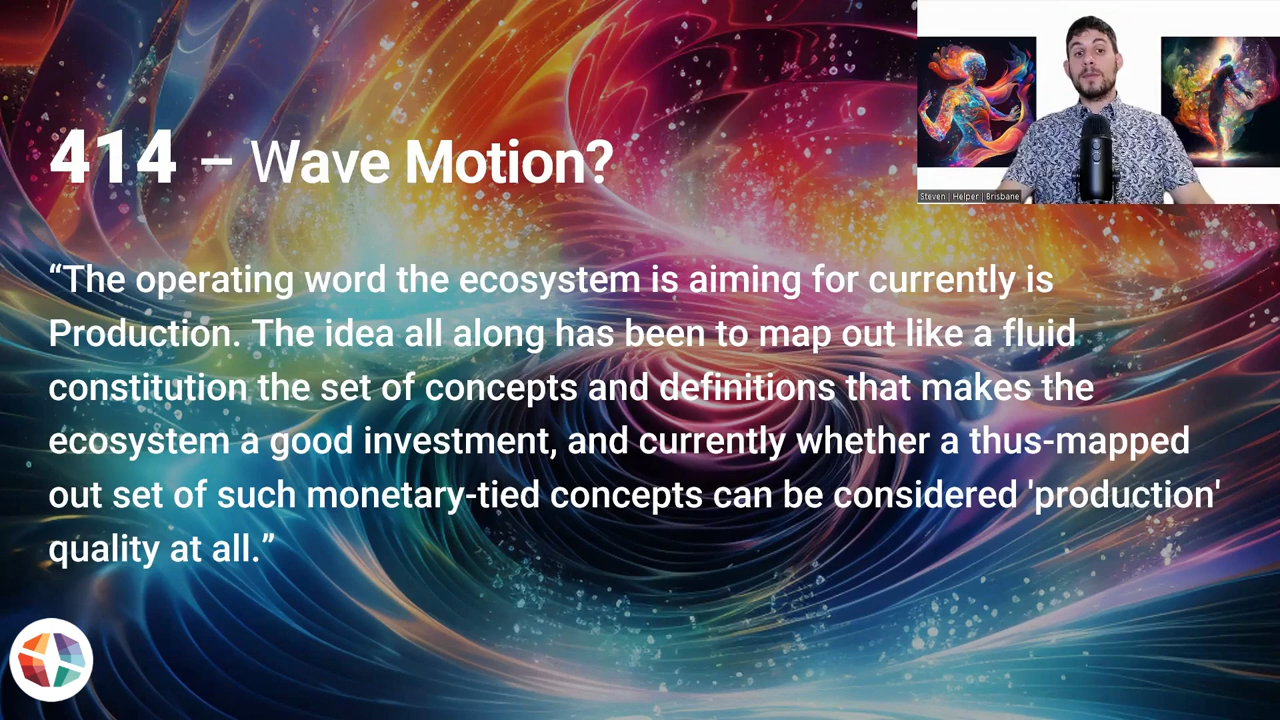 414 – Wave Motion?
Steven | Helper | Brisbane
“The operating word the ecosystem is aiming for currently is
Production. The idea all along has been to map out like a fluid
constitution the set of concepts and definitions that makes the
ecosystem a good investment, and currently whether a thus-mapped
out set of such monetary-tied concepts can be considered 'production'
quality at all.”